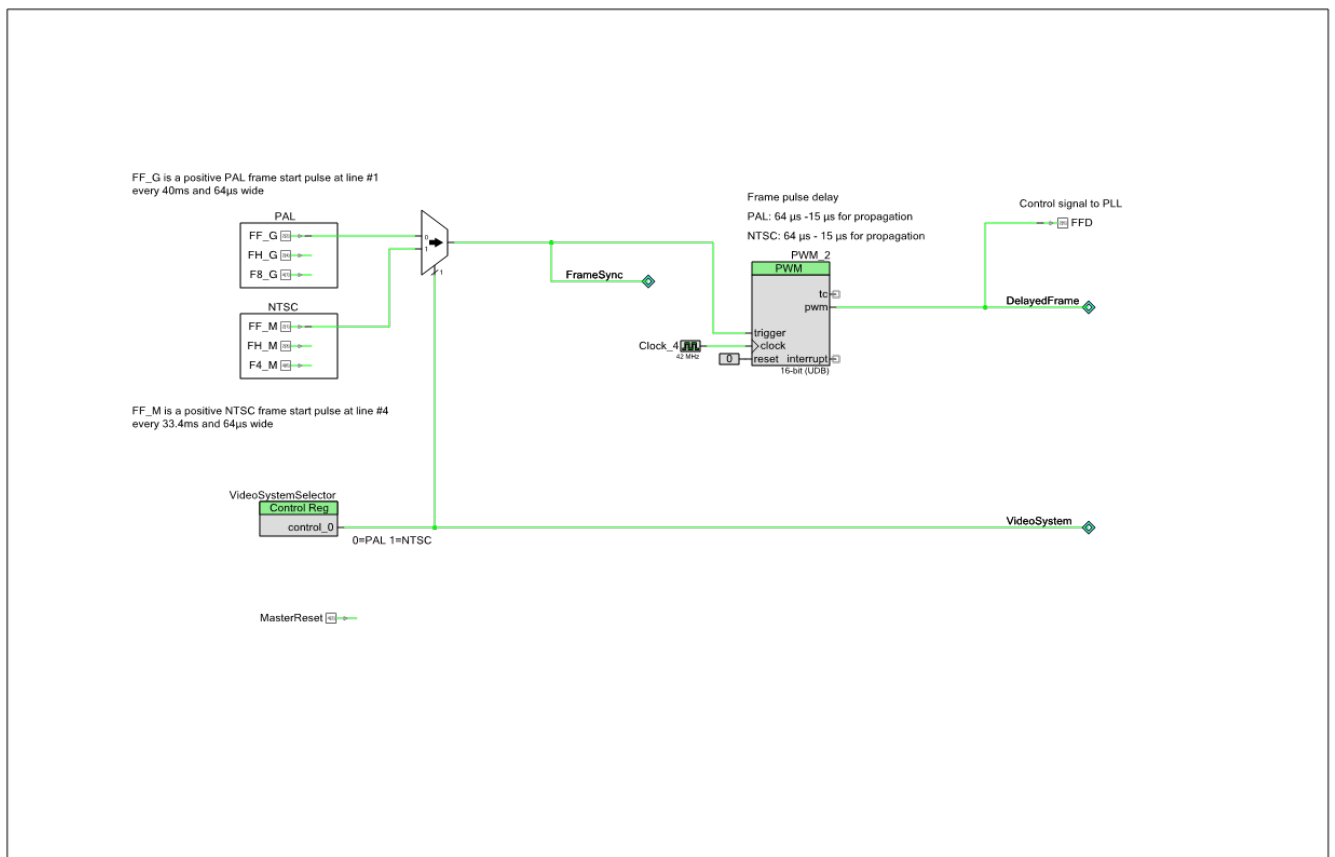 FF_G is a positive PAL frame start pulse at line #1
every 40ms and 64µs wide
PAL
FF_G
FH_G
F8_G
0
1
1
NTSC
FF_M
FH_M
F4_M
FF_M is a positive NTSC frame start pulse at line #4
every 33.4ms and 64µs wide
FrameSync
Frame pulse delay
PAL: 64 µs -15 µs for propagation
NTSC: 64 µs - 15 µs for propagation
PWM_2
PWM
tc
pwm
trigger
clock
reset
interrupt
16-bit (UDB)
Clock_4
42 MHz
0
Control signal to PLL
FFD
DelayedFrame
VideoSystemSelector
Control Reg
control_0
0=PAL 1=NTSC
VideoSystem
MasterReset